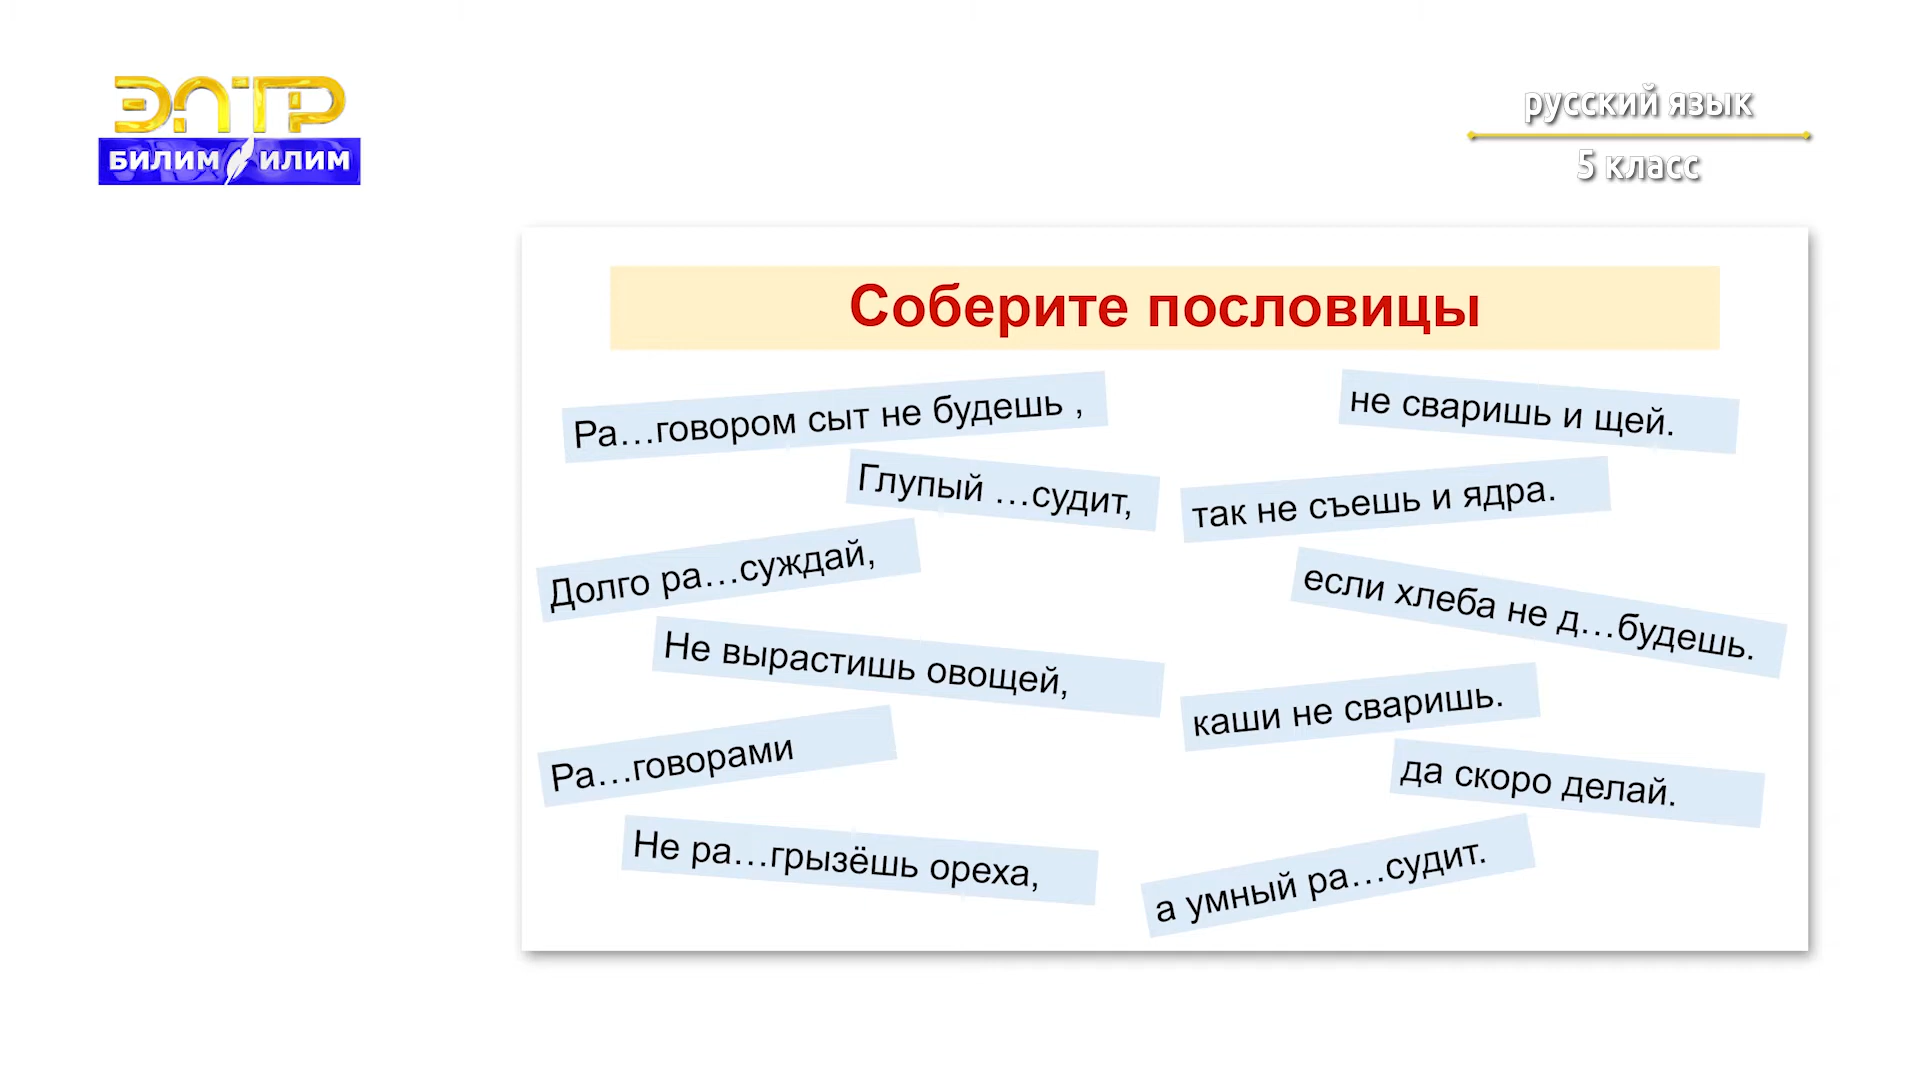 ЭЛТР
БИЛИМ ИЛИМ
русский язык
5 класс
Соберите пословицы
Ра…говором сыт не будешь ,
не сваришь и щей.
Глупый …судит,
так не съешь и ядра.
Долго ра…суждай,
если хлеба не д…будешь.
Не вырастишь овощей,
каши не сваришь.
Ра…говорами
да скоро делай.
Не ра…грызёшь ореха,
а умный ра…судит.